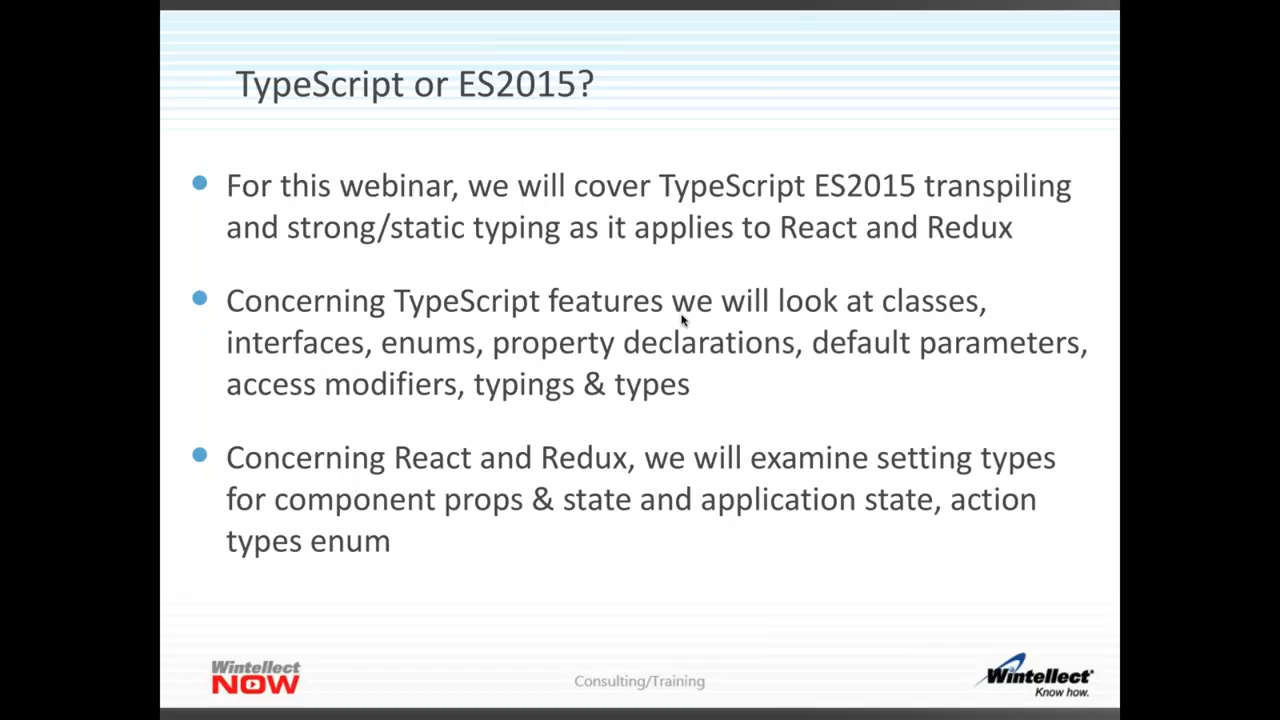 TypeScript or ES2015?
For this webinar, we will cover TypeScript ES2015 transpiling
and strong/static typing as it applies to React and Redux
Concerning TypeScript features we will look at classes,
interfaces, enums, property declarations, default parameters,
access modifiers, typings & types
Concerning React and Redux, we will examine setting types
for component props & state and application state, action
types enum
Wintellect
NOW
Consulting/Training
Wintellect
Know how.